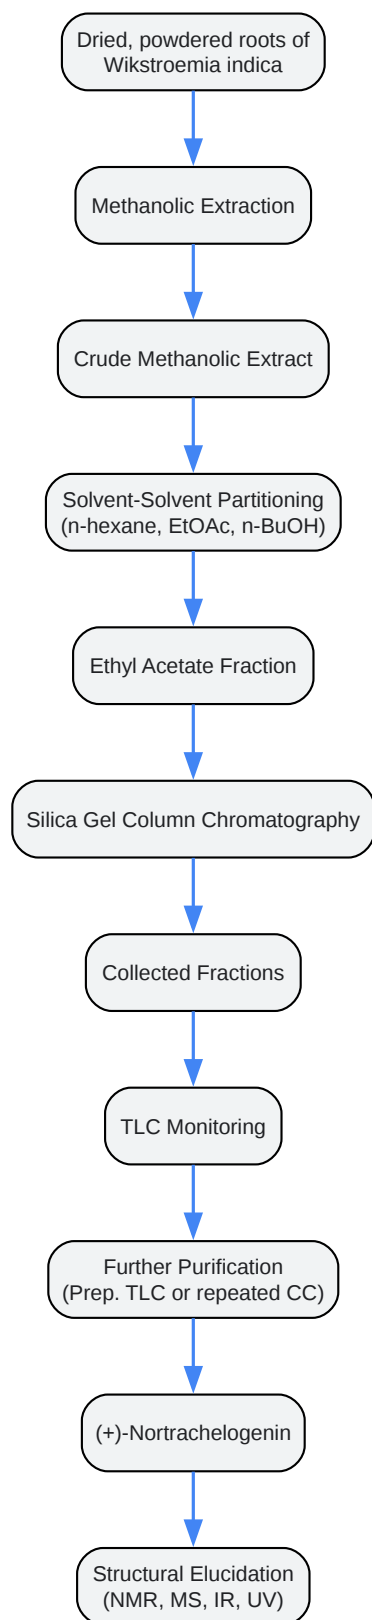 Dried, powdered roots of
Wikstroemia indica
Methanolic Extraction
Crude Methanolic Extract
Solvent-Solvent Partitioning
(n-hexane, EtOAc, n-BuOH)
Ethyl Acetate Fraction
Silica Gel Column Chromatography
Collected Fractions
TLC Monitoring
Further Purification
(Prep. TLC or repeated CC)
(+)-Nortrachelogenin
Structural Elucidation
(NMR, MS, IR, UV)